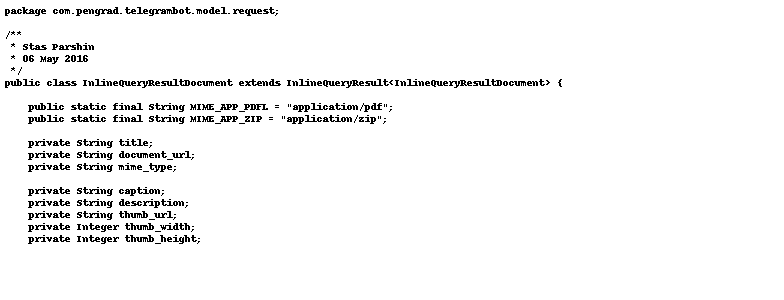 package com.pengrad.telegrambot.model.request;

/**
 * Stas Parshin
 * 06 May 2016
 */
public class InlineQueryResultDocument extends InlineQueryResult<InlineQueryResultDocument> {

    public static final String MIME_APP_PDFL = "application/pdf";
    public static final String MIME_APP_ZIP = "application/zip";

    private String title;
    private String document_url;
    private String mime_type;

    private String caption;
    private String description;
    private String thumb_url;
    private Integer thumb_width;
    private Integer thumb_height;